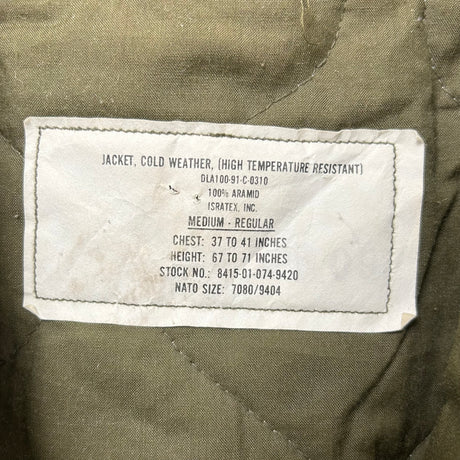 JACKET, COLD WEATHER, (HIGH TEMPERATURE RESISTANT)
DLA100-91-C-0310
100% ARAMID
ISRATEX, INC.
MEDIUM - REGULAR
CHEST: 37 TO 41 INCHES
HEIGHT: 67 TO 71 INCHES
STOCK NO.: 8415-01-074-9420
NATO SIZE: 7080/9404